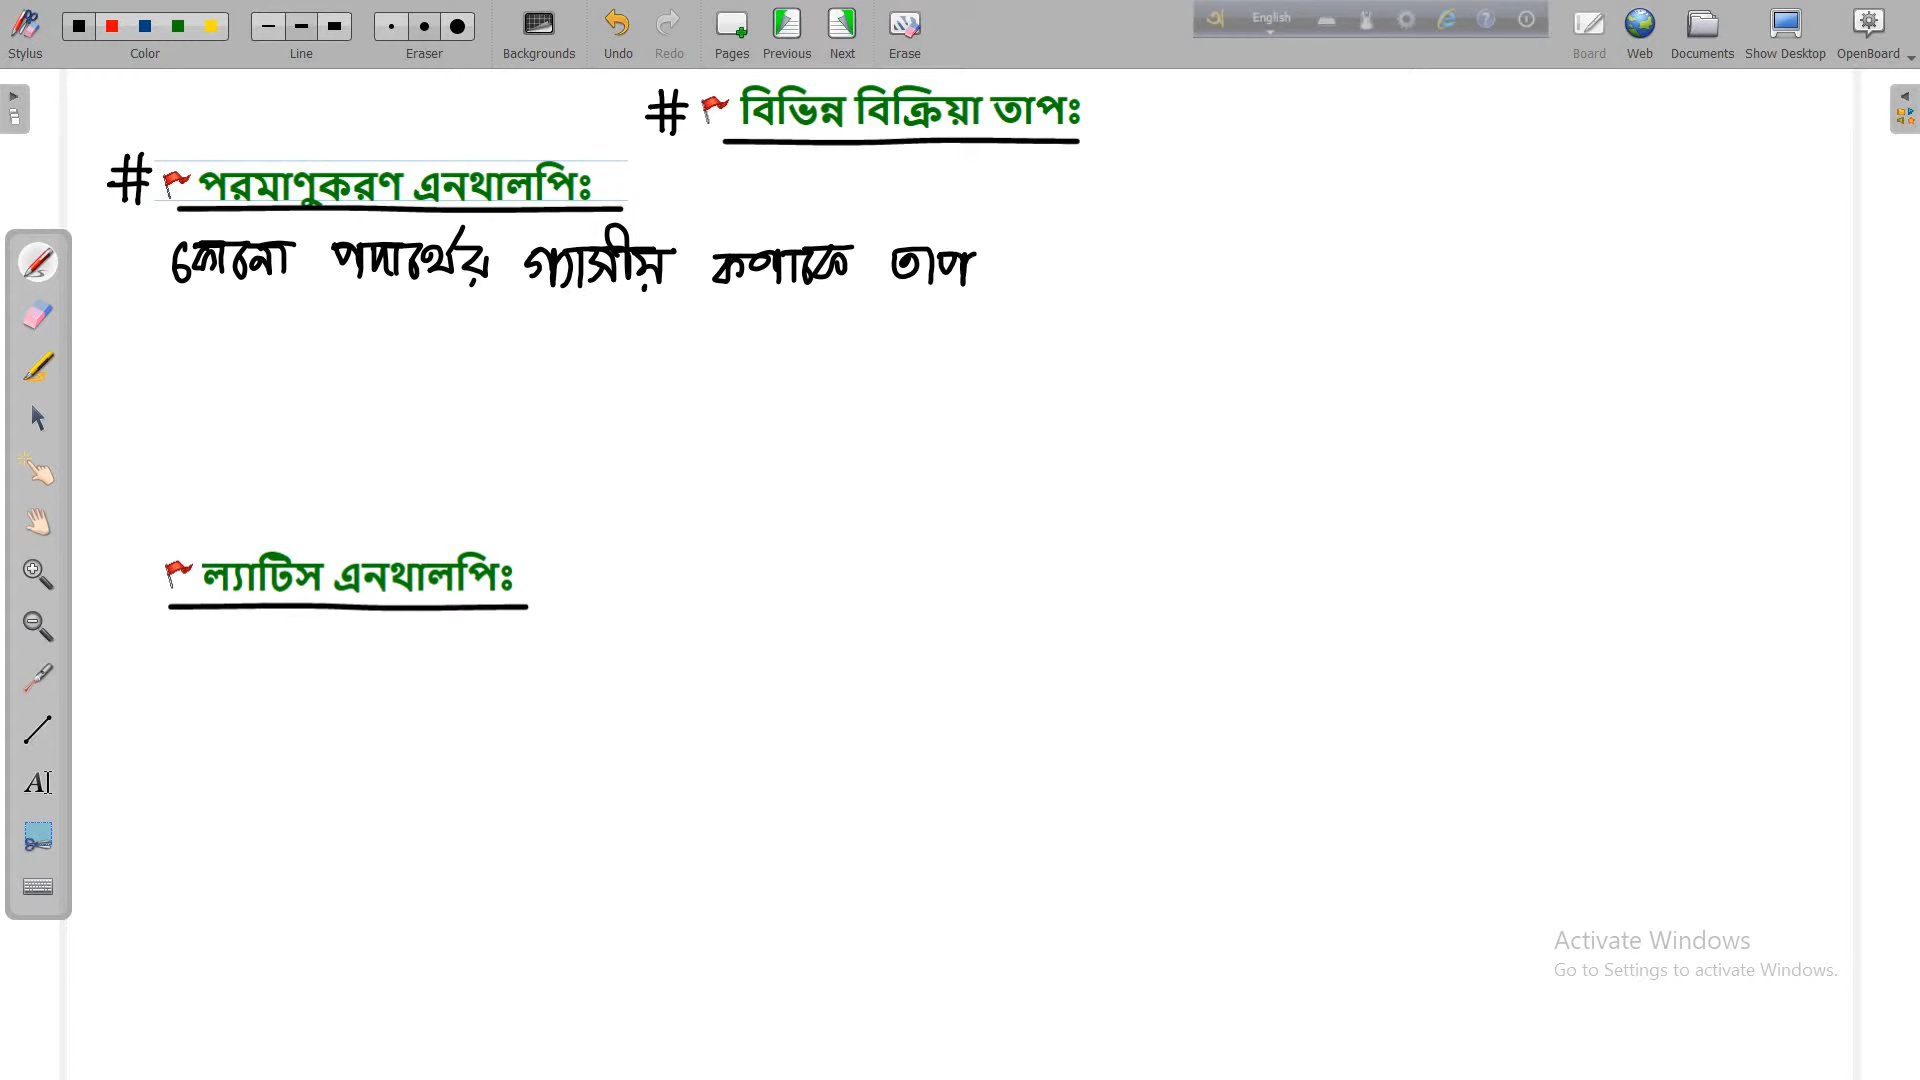 Stylus
Color
Line
Eraser
Backgrounds
Undo
Redo
Pages
Previous
Next
Erase
English
Board
Web
Documents
Show Desktop
OpenBoard
# বিভিন্ন বিক্রিয়া তাপঃ
# পরমাণুকরণ এনথালপিঃ
কোনো পদার্থের গ্যাসীয় কণাকে তাপ
ল্যাটিস এনথালপিঃ
Activate Windows
Go to Settings to activate Windows.